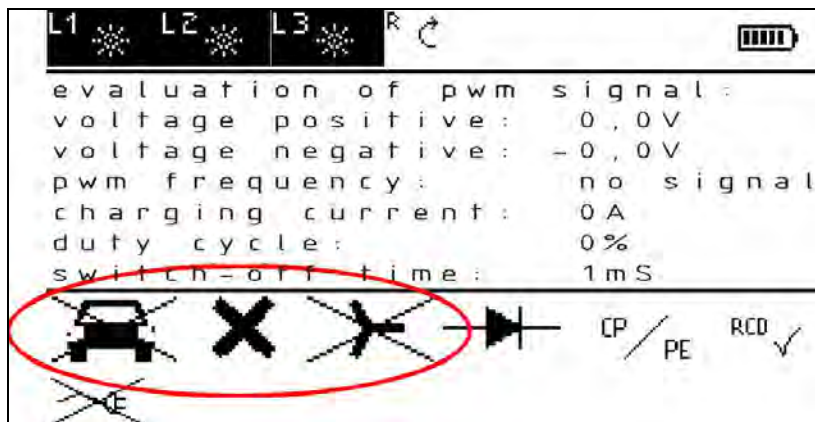 L1 L2 L3 R
evaluation of pwm signal:
voltage positive: 0,0V
voltage negative: -0,0V
pwm frequency: no signal
charging current: 0A
duty cycle: 0%
switch-off time: 1mS
CP/PE RCD